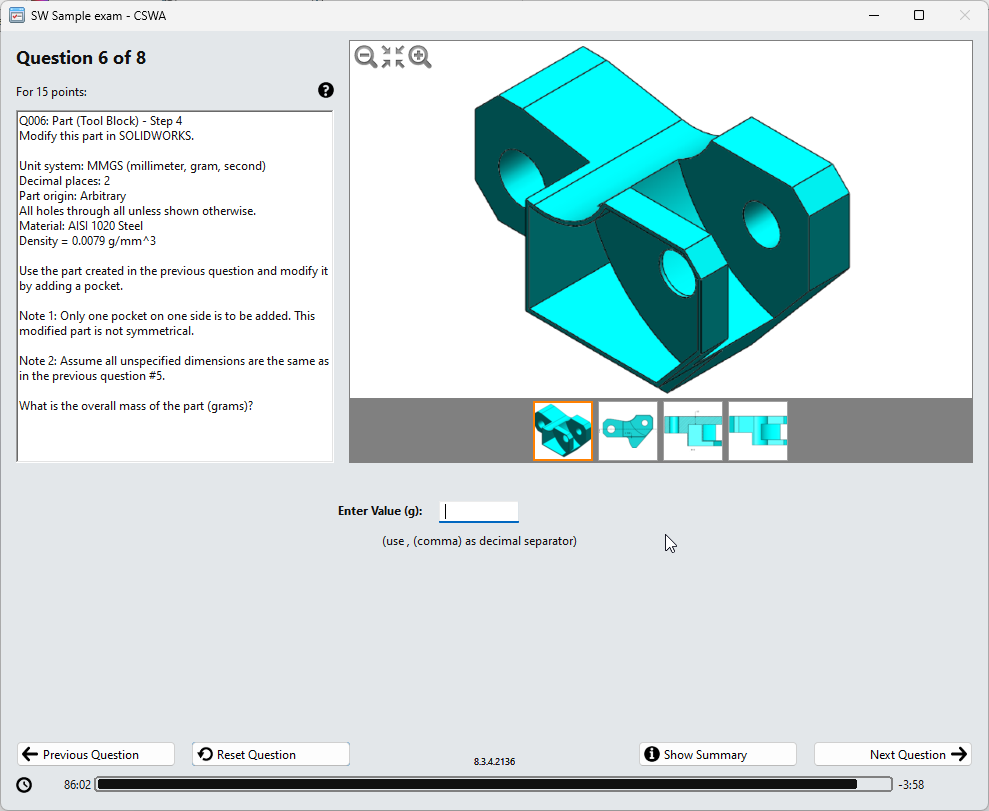 SW Sample exam - CSWA
Question 6 of 8
For 15 points:
Q006: Part (Tool Block) - Step 4
Modify this part in SOLIDWORKS.
Unit system: MMGS (millimeter, gram, second)
Decimal places: 2
Part origin: Arbitrary
All holes through all unless shown otherwise.
Material: AISI 1020 Steel
Density = 0.0079 g/mm^3
Use the part created in the previous question and modify it
by adding a pocket.
Note 1: Only one pocket on one side is to be added. This
modified part is not symmetrical.
Note 2: Assume all unspecified dimensions are the same as
in the previous question #5.
What is the overall mass of the part (grams)?
Enter Value (g):
(use , (comma) as decimal separator)
Previous Question
Reset Question
8.3.4.2136
Show Summary
Next Question
86:02
-3:58